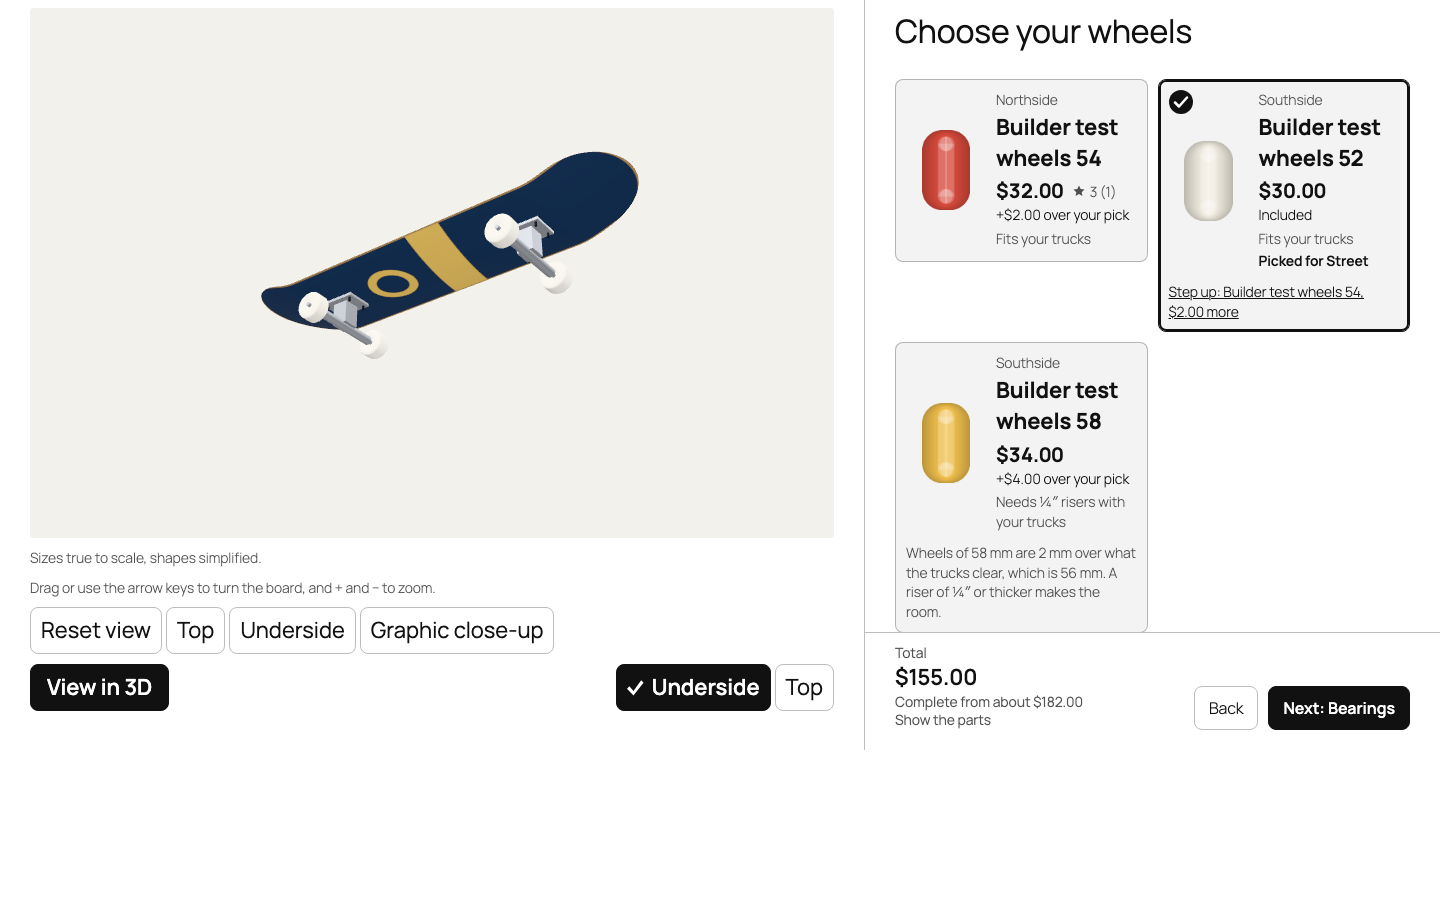 Choose your wheels
Northside
Builder test
wheels 54
$32.00 ★ 3 (1)
+$2.00 over your pick
Fits your trucks
Southside
Builder test
wheels 52
$30.00
Included
Fits your trucks
Picked for Street
Step up: Builder test wheels 54,
$2.00 more
Southside
Builder test
wheels 58
$34.00
+$4.00 over your pick
Needs ¼″ risers with
your trucks
Wheels of 58 mm are 2 mm over what
the trucks clear, which is 56 mm. A
riser of ¼″ or thicker makes the
room.
Sizes true to scale, shapes simplified.
Drag or use the arrow keys to turn the board, and + and − to zoom.
Reset view
Top
Underside
Graphic close-up
View in 3D
Underside
Top
Total
$155.00
Complete from about $182.00
Show the parts
Back
Next: Bearings